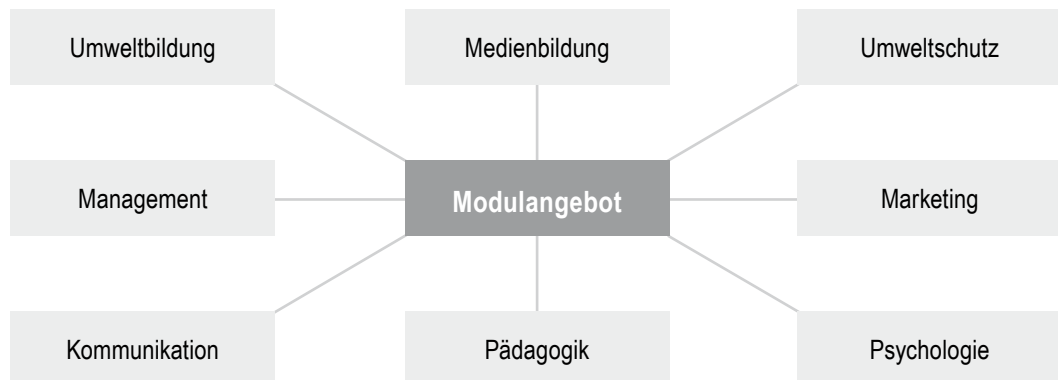 Umweltbildung
Medienbildung
Umweltschutz
Management
Modulangebot
Marketing
Kommunikation
Pädagogik
Psychologie